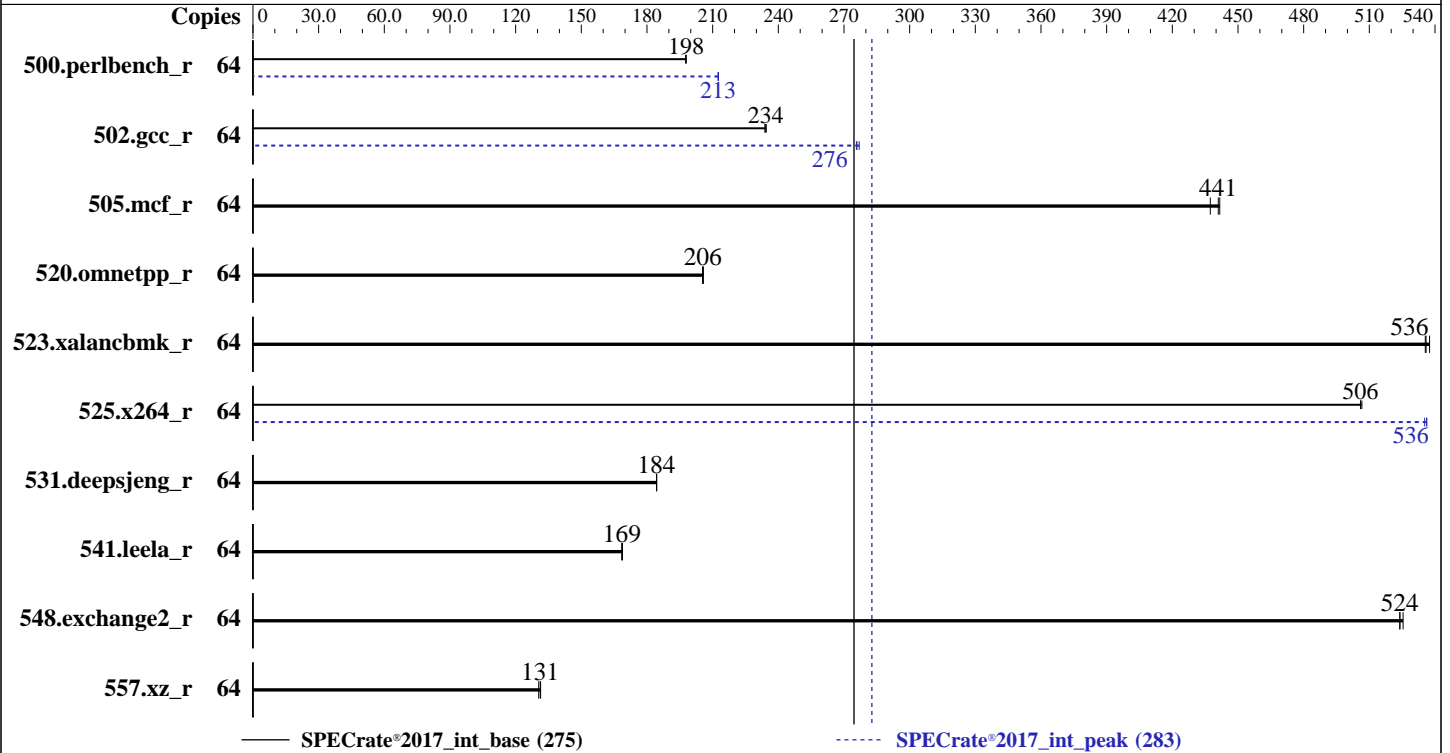 Copies 0 30.0 60.0 90.0 120 150 180 210 240 270 300 330 360 390 420 450 480 510 540
500.perlbench_r 64 198
213
502.gcc_r 64 234
276
505.mcf_r 64 441
520.omnetpp_r 64 206
523.xalancbmk_r 64 536
525.x264_r 64 506
536
531.deepsjeng_r 64 184
541.leela_r 64 169
548.exchange2_r 64 524
557.xz_r 64 131
SPECrate®2017_int_base (275) SPECrate®2017_int_peak (283)